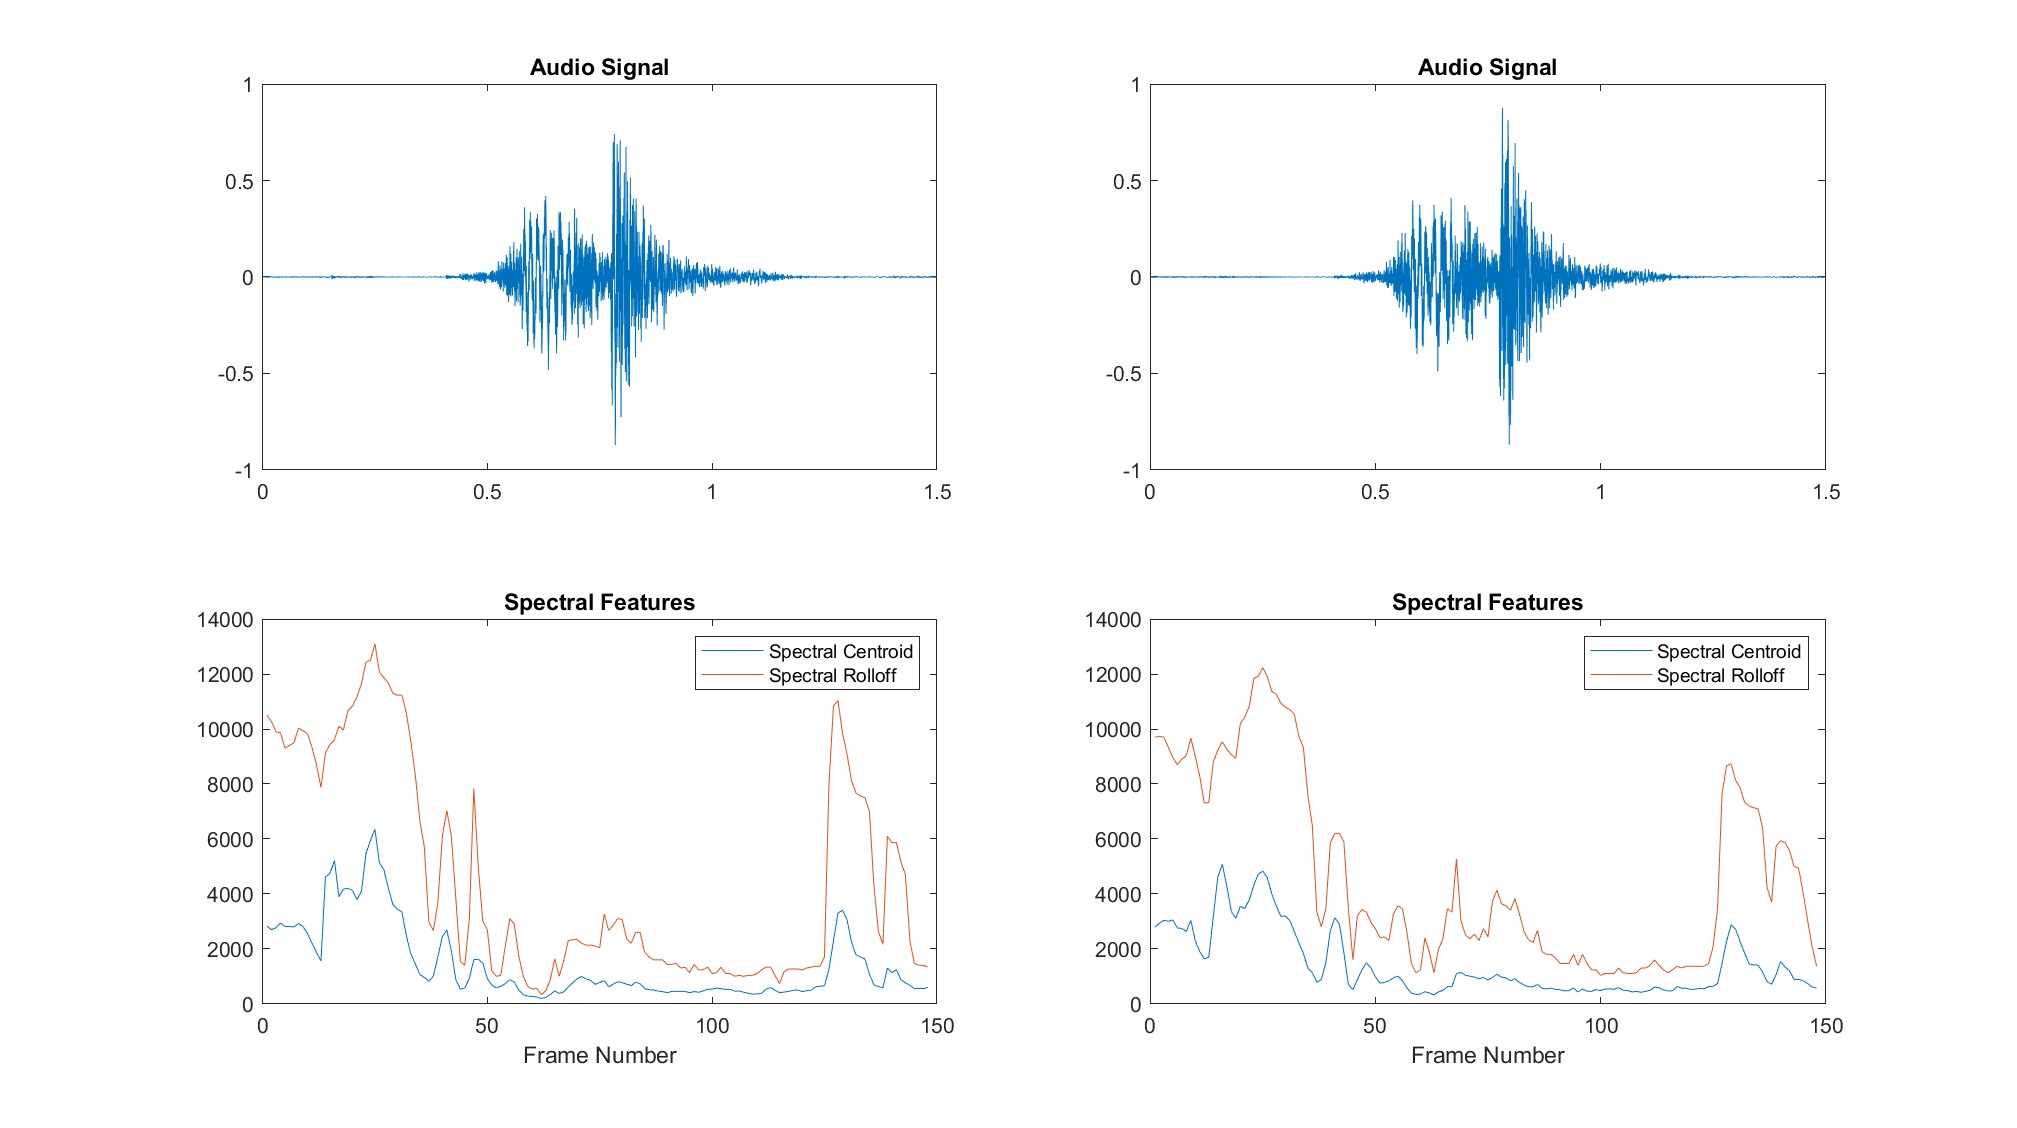 Audio Signal
1
0.5
0
-0.5
-1
0 0.5 1 1.5
Audio Signal
1
0.5
0
-0.5
-1
0 0.5 1 1.5
Spectral Features
14000
12000
10000
8000
6000
4000
2000
0
Spectral Centroid
Spectral Rolloff
0 50 100 150
Frame Number
Spectral Features
14000
12000
10000
8000
6000
4000
2000
0
Spectral Centroid
Spectral Rolloff
0 50 100 150
Frame Number